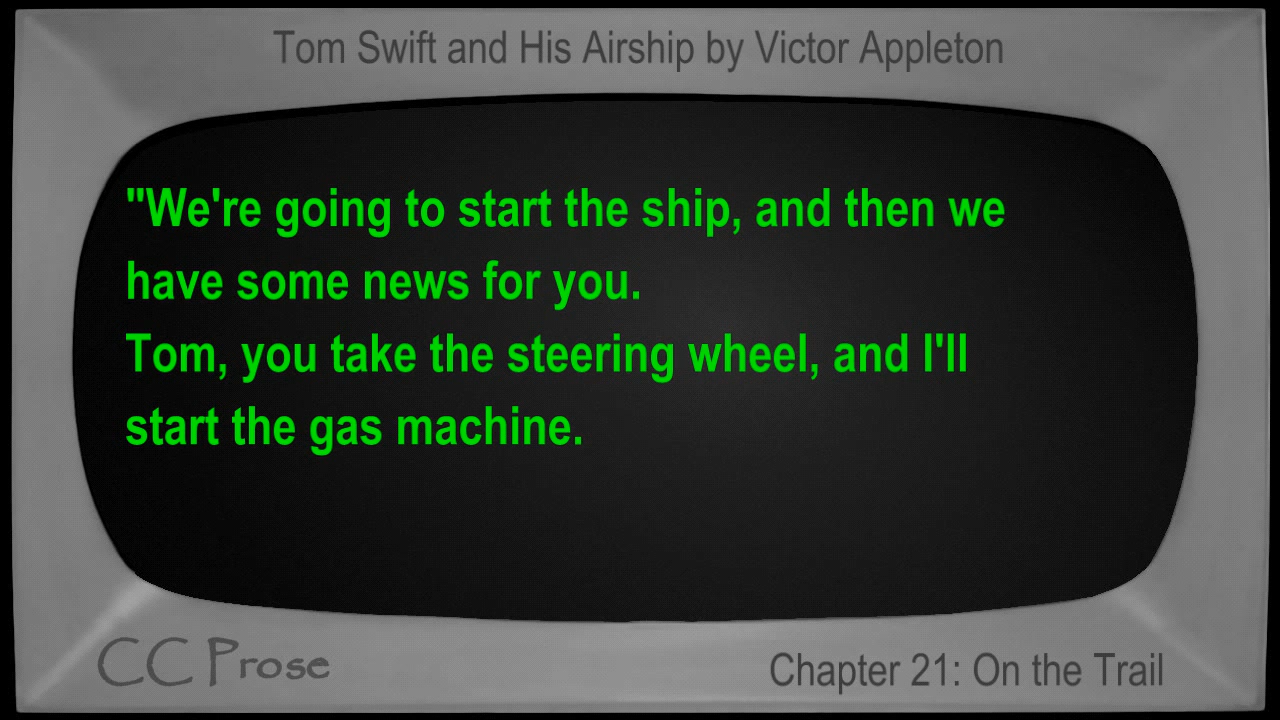 Tom Swift and His Airship by Victor Appleton
"We're going to start the ship, and then we
have some news for you.
Tom, you take the steering wheel, and I'll
start the gas machine.
CC Prose
Chapter 21: On the Trail